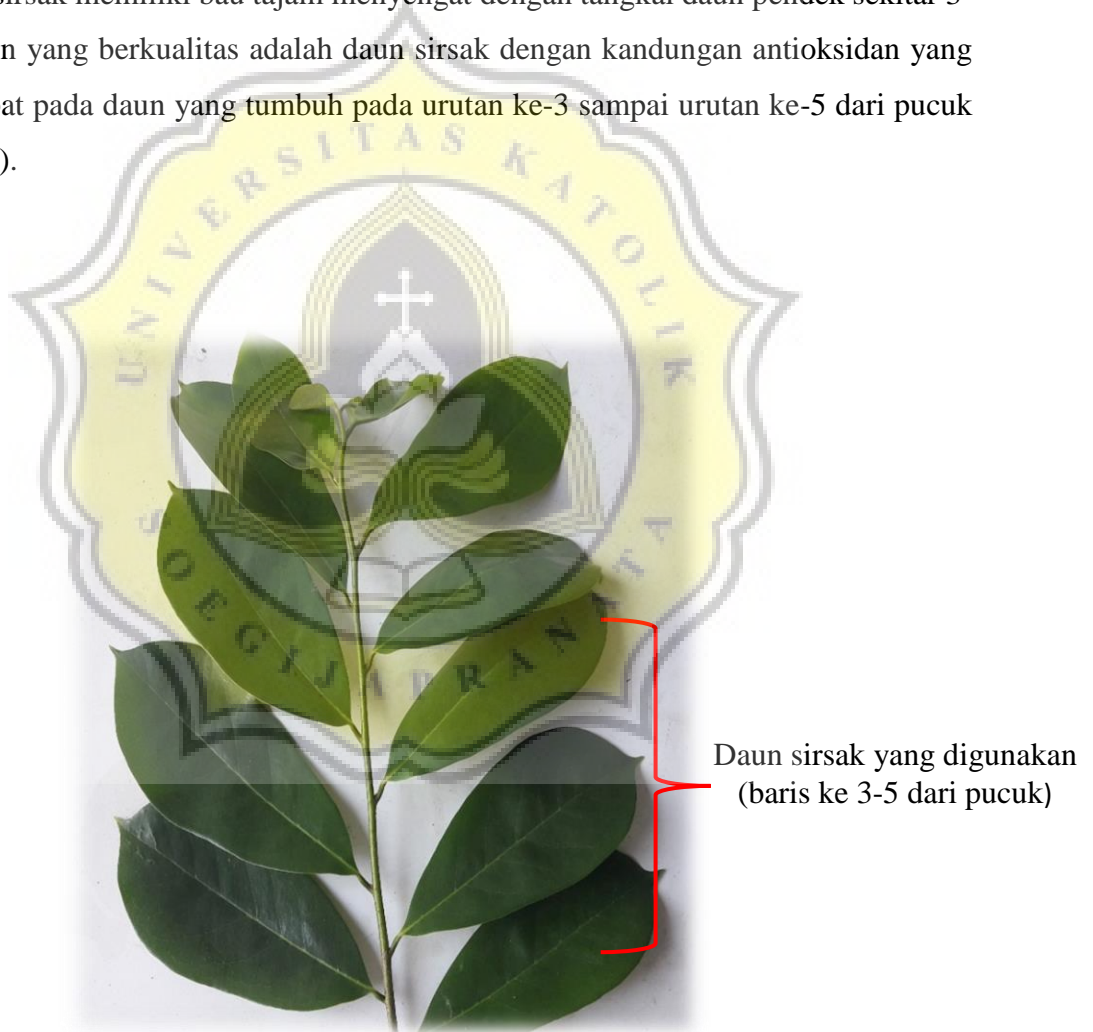 sirsak memiliki bau tajam menyengat dengan tangkai daun pendek sekitar 3-
yang berkualitas adalah daun sirsak dengan kandungan antioksidan yang
pada daun yang tumbuh pada urutan ke-3 sampai urutan ke-5 dari pucuk
).
UNIVERSITAS KATOLIK
SOEGIJAPRANATA
Daun sirsak yang digunakan
(baris ke 3-5 dari pucuk)